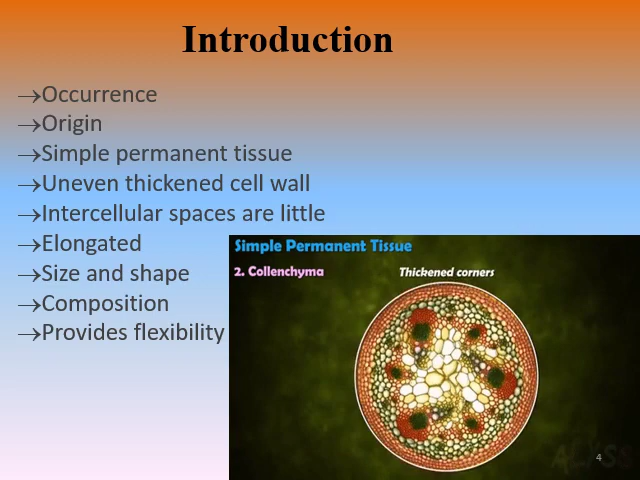 Introduction
→Occurrence
→Origin
→Simple permanent tissue
→Uneven thickened cell wall
→Intercellular spaces are little
→Elongated
→Size and shape
→Composition
→Provides flexibility
Simple Permanent Tissue
2. Collenchyma
Thickened corners
4